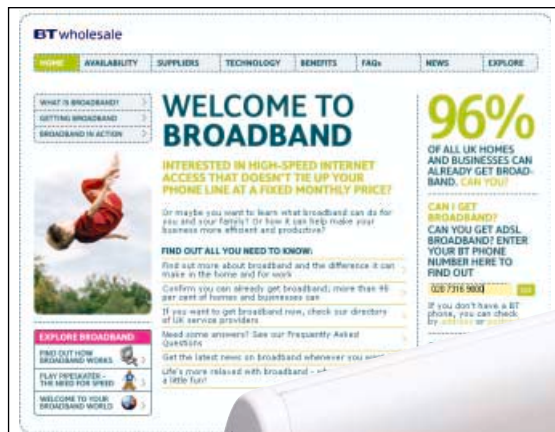 BT wholesale
HOME AVAILABILITY SUPPLIERS TECHNOLOGY BENEFITS FAQs NEWS EXPLORE
WHAT IS BROADBAND?
GETTING BROADBAND
BROADBAND IN ACTION
WELCOME TO
BROADBAND
INTERESTED IN HIGH-SPEED INTERNET
ACCESS THAT DOESN'T TIE UP YOUR
PHONE LINE AT A FIXED MONTHLY PRICE?
Or maybe you want to learn what broadband can do for
you and your family? Or how it can help make your
business more efficient and productive?
FIND OUT ALL YOU NEED TO KNOW:
Find out more about broadband and the difference it can
make in the home and for work
Confirm you can already get broadband; more than 96
per cent of homes and businesses can
If you want to get broadband now, check our directory
of UK service providers
Need some answers? See our Frequently Asked
Questions
Get the latest news on broadband whenever you
Life's more relaxed with broadband -
a little fun!
96%
OF ALL UK HOMES
AND BUSINESSES CAN
ALREADY GET BROAD-
BAND. CAN YOU?
CAN I GET
BROADBAND?
CAN YOU GET ADSL
BROADBAND? ENTER
YOUR BT PHONE
NUMBER HERE TO
FIND OUT
020 7316 9000
If you don't have a BT
phone, you can check
by address or
EXPLORE BROADBAND
FIND OUT HOW
BROADBAND WORKS
PLAY PIPESKATER -
THE NEED FOR SPEED
WELCOME TO YOUR
BROADBAND WORLD